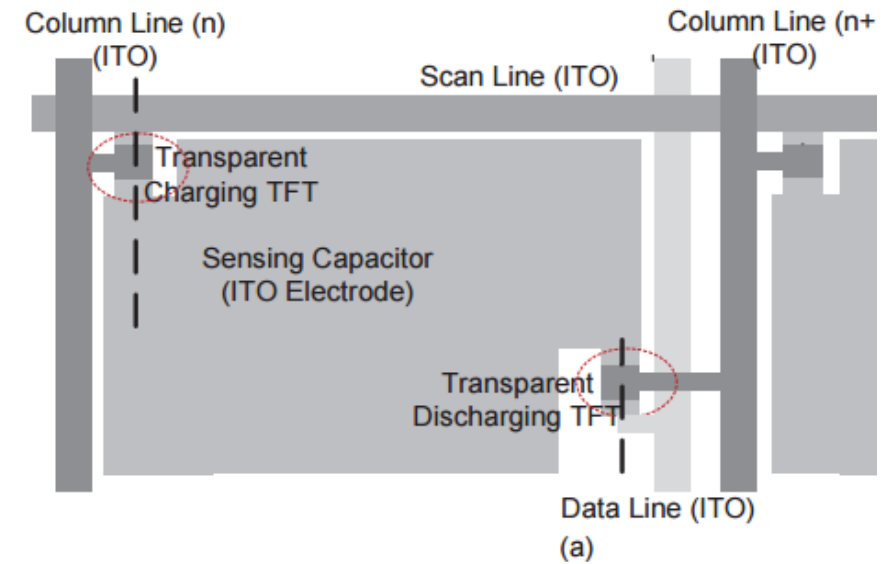 Column Line (n)
(ITO)
Column Line (n+
(ITO)
Scan Line (ITO)
Transparent
Charging TFT
Sensing Capacitor
(ITO Electrode)
Transparent
Discharging TFT
Data Line (ITO)
(a)